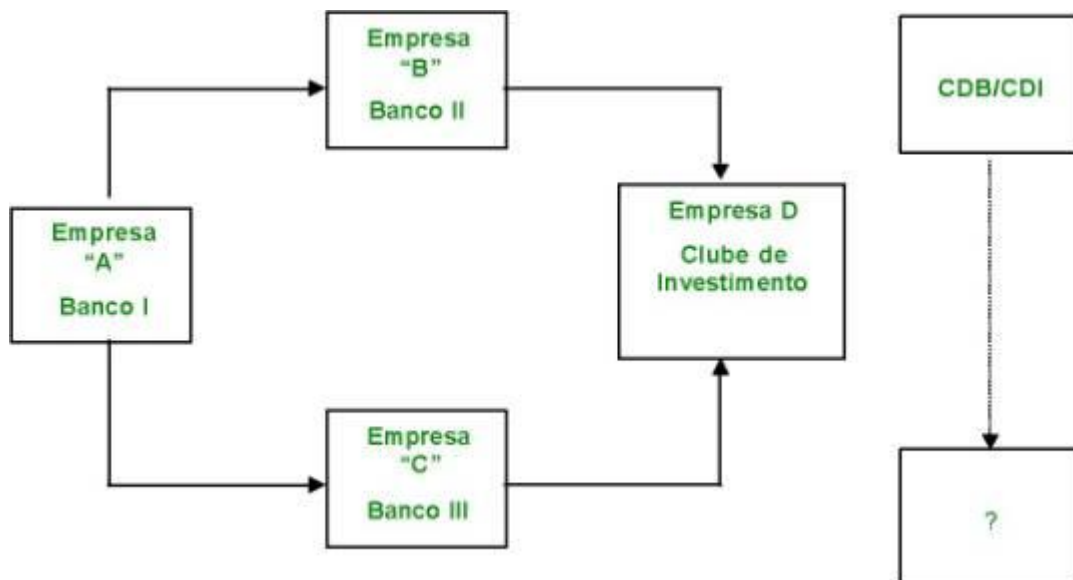 Empresa
“B”
Banco II
CDB/CDI
Empresa D
Clube de
Investimento
Empresa
“A”
Banco I
Empresa
“C”
Banco III
?